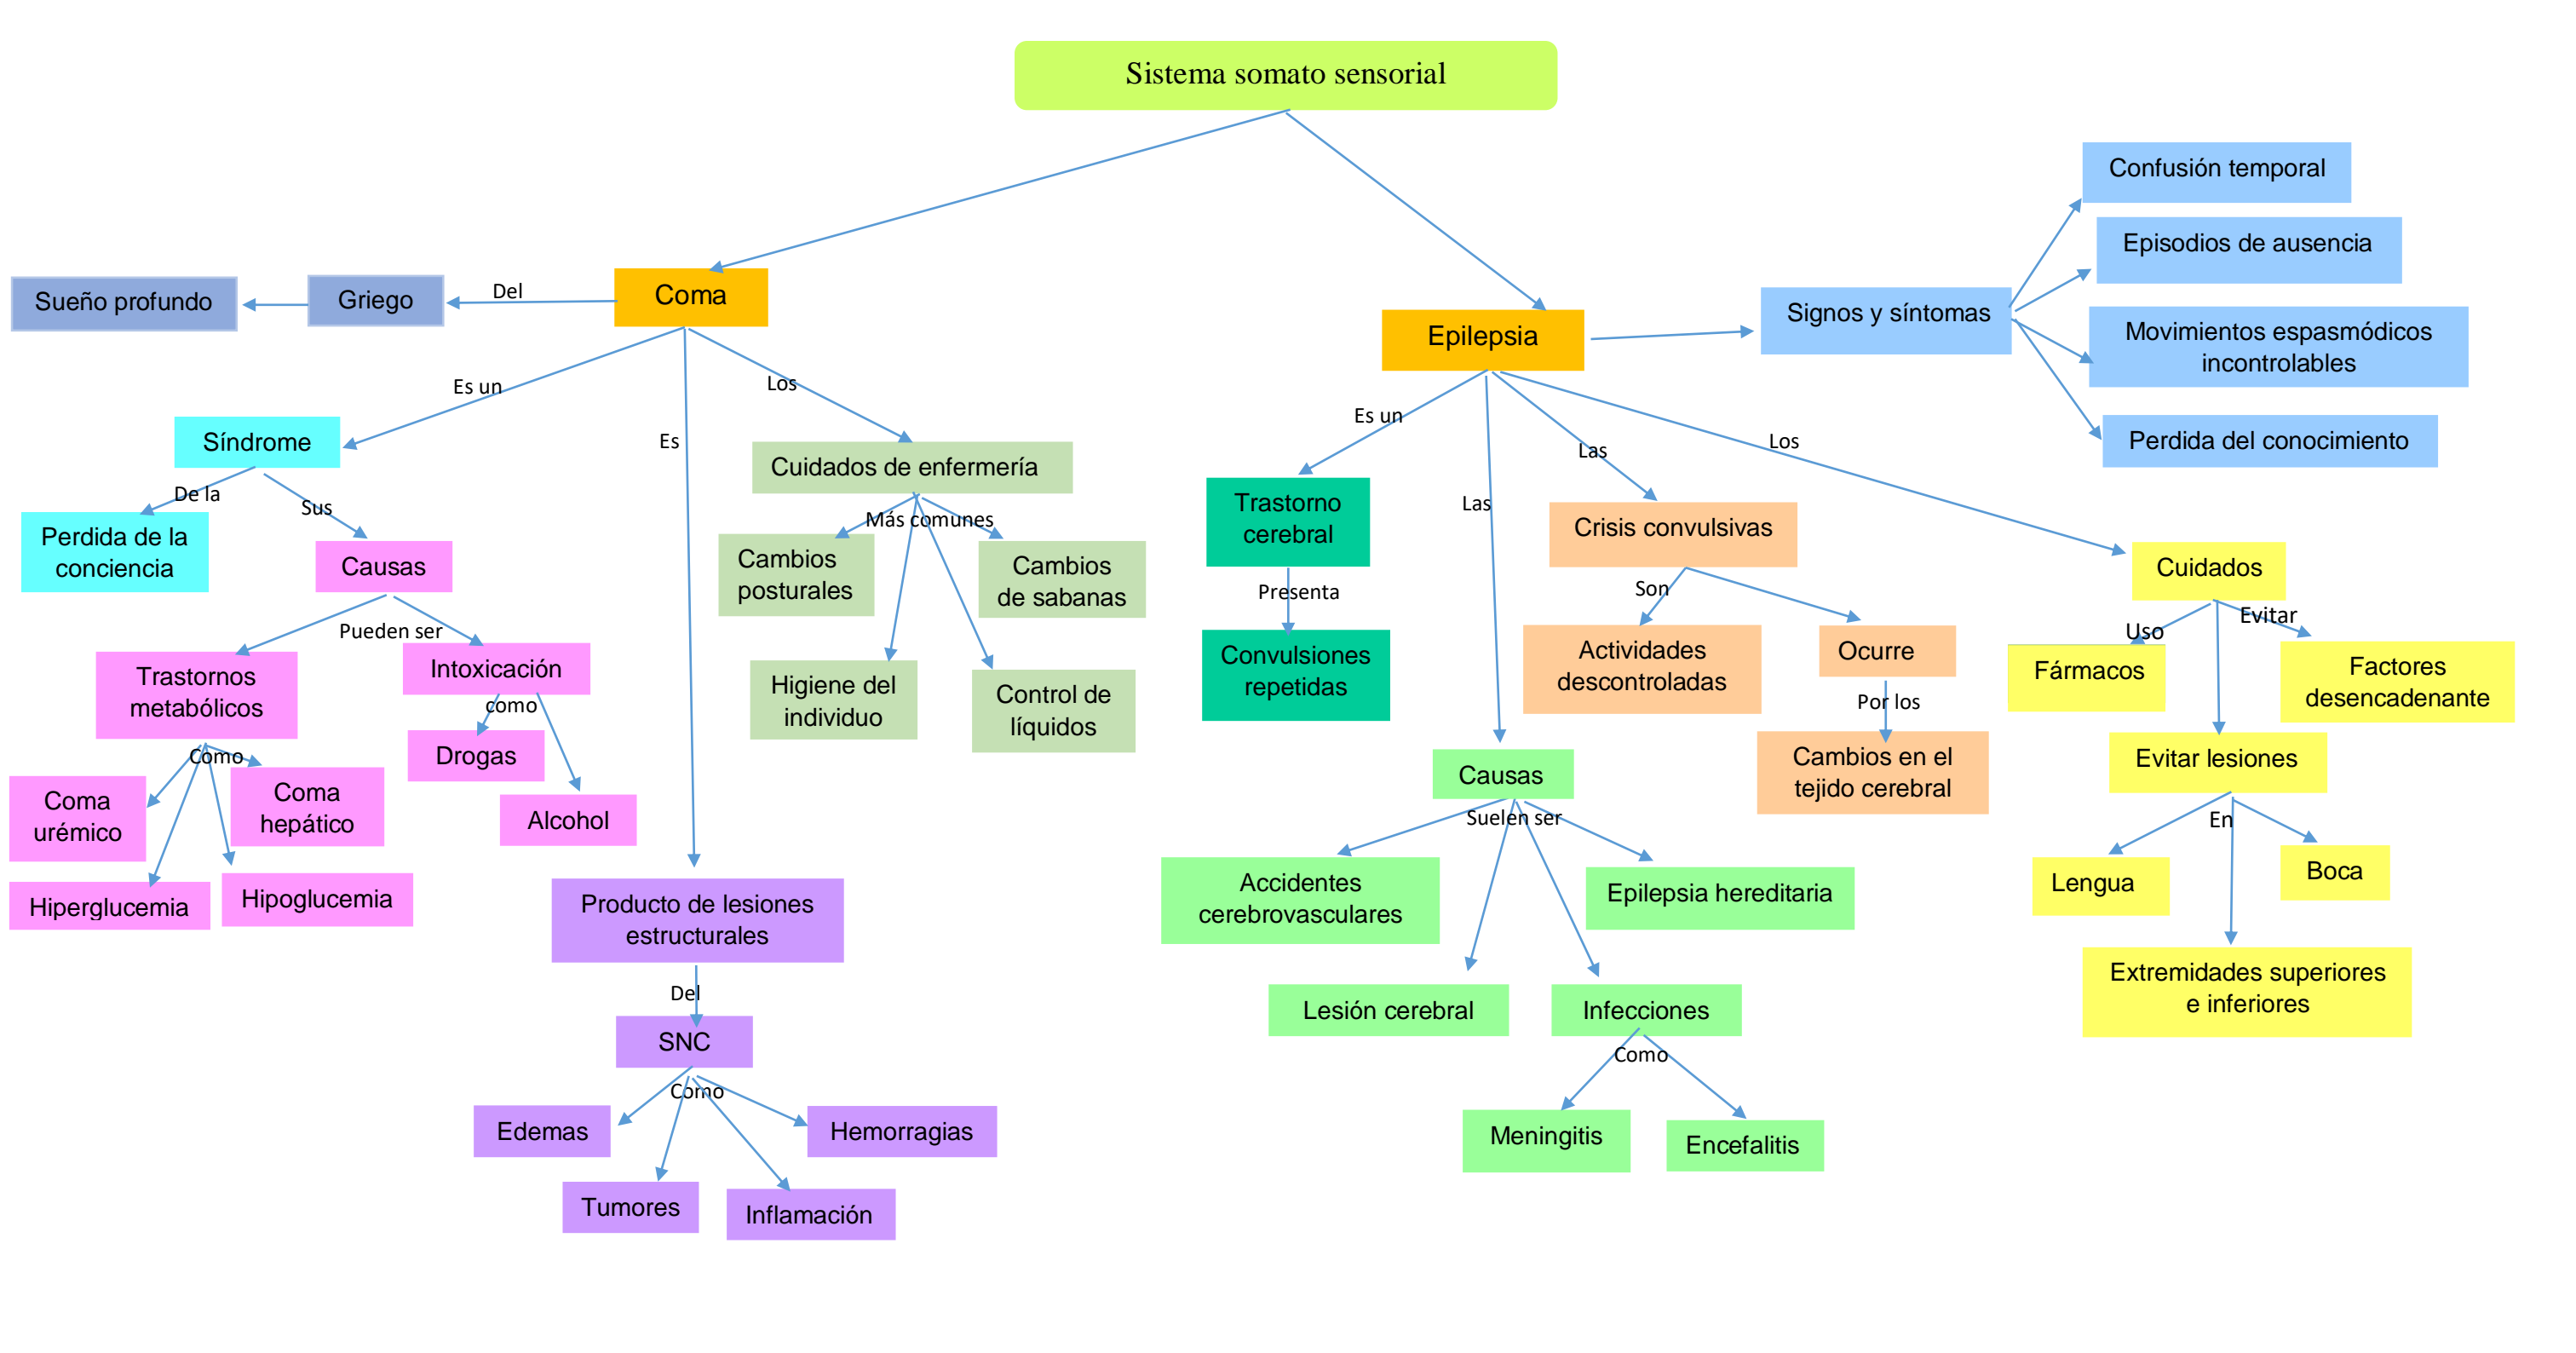 Sistema somato sensorial
Coma
Del
Griego
Sueño profundo
Es un
Síndrome
De la
Perdida de la
conciencia
Sus
Causas
Pueden ser
Trastornos
metabólicos
Como
Coma
urémico
Hiperglucemia
Hipoglucemia
Coma
hepático
Intoxicación
como
Drogas
Alcohol
Es
Producto de lesiones
estructurales
Del
SNC
Como
Edemas
Tumores
Inflamación
Hemorragias
Los
Cuidados de enfermería
Más comunes
Cambios
posturales
Higiene del
individuo
Control de
líquidos
Cambios
de sabanas
Epilepsia
Signos y síntomas
Confusión temporal
Episodios de ausencia
Movimientos espasmódicos
incontrolables
Perdida del conocimiento
Es un
Trastorno
cerebral
Presenta
Convulsiones
repetidas
Las
Causas
Suelen ser
Accidentes
cerebrovasculares
Lesión cerebral
Infecciones
Como
Meningitis
Encefalitis
Epilepsia hereditaria
Las
Crisis convulsivas
Son
Actividades
descontroladas
Ocurre
Por los
Cambios en el
tejido cerebral
Los
Cuidados
Uso
Fármacos
Evitar lesiones
En
Lengua
Extremidades superiores
e inferiores
Boca
Evitar
Factores
desencadenante